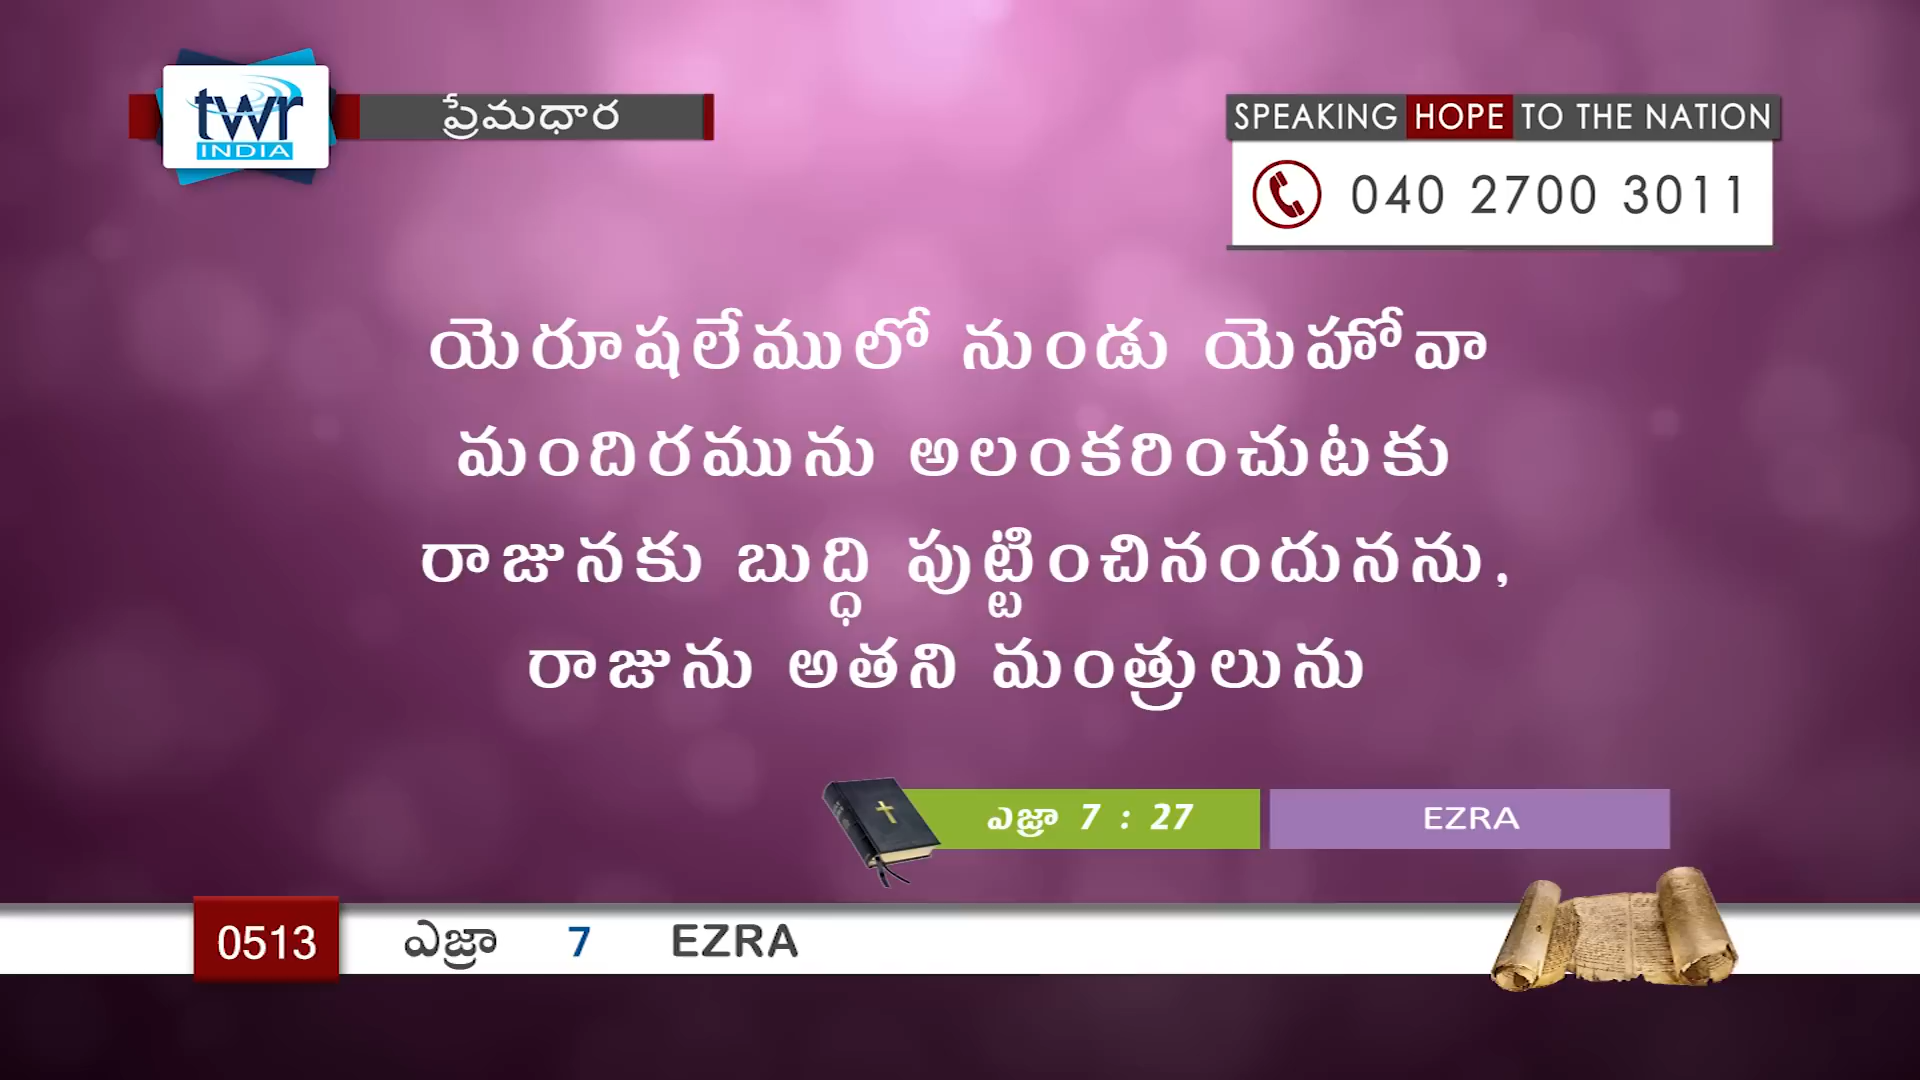 twr
INDIA
ప్రేమధార
SPEAKING HOPE TO THE NATION
040 2700 3011
యెరూషలేములో నుండు యెహోవా
మందిరమును అలంకరించుటకు
రాజునకు బుద్ధి పుట్టించినందునను,
రాజును అతని మంత్రులును
ఎజ్రా 7 : 27
EZRA
0513 ఎజ్రా 7 EZRA